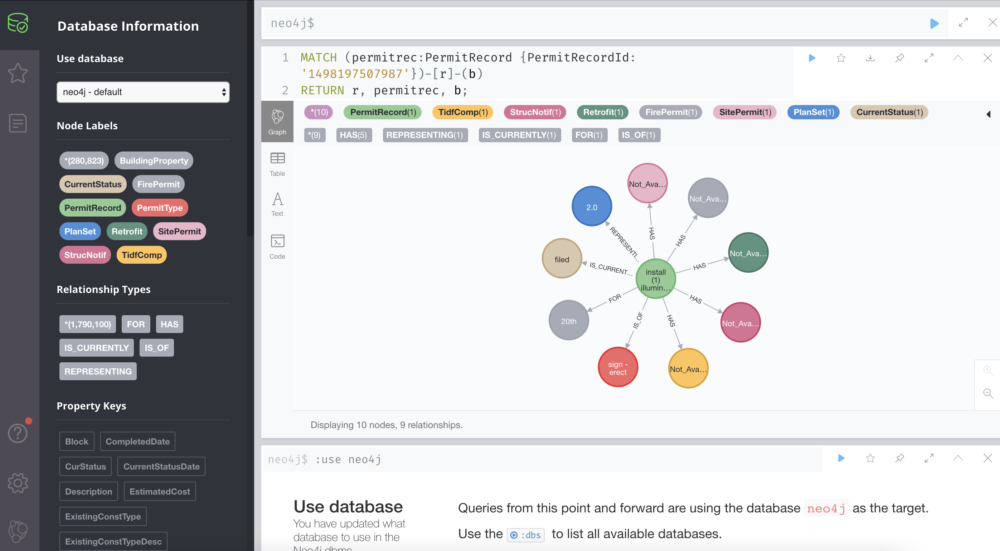 Database Information
Use database
neo4j - default
Node Labels
*(280,823) BuildingProperty
CurrentStatus FirePermit
PermitRecord PermitType
PlanSet Retrofit SitePermit
StrucNotif TidfComp
Relationship Types
*(1,790,100) FOR HAS
IS_CURRENTLY IS_OF
REPRESENTING
Property Keys
Block CompletedDate
CurStatus CurrentStatusDate
Description EstimatedCost
ExistingConstType
ExistingConstTypeDesc
neo4j$
1 MATCH (permitrec:PermitRecord {PermitRecordId:
'1498197507987'})-[r]-(b)
2 RETURN r, permitrec, b;
Graph
Table
Text
Code
*(10) PermitRecord(1) TidfComp(1) StrucNotif(1) Retrofit(1) FirePermit(1) SitePermit(1) PlanSet(1) CurrentStatus(1)
*(9) HAS(5) REPRESENTING(1) IS_CURRENTLY(1) FOR(1) IS_OF(1)
Not_Ava...
Not_Ava...
2.0
HAS
HAS
REPRESENTI...
Not_Ava...
filed
IS_CURRENT...
HAS
install
(1)
illumin...
FOR
HAS
20th
IS_OF
HAS
Not_Ava...
sign -
erect
Not_Ava...
Displaying 10 nodes, 9 relationships.
neo4j$ :use neo4j
Use database
You have updated what
database to use in the
Neo4j dbms
Queries from this point and forward are using the database neo4j as the target.
Use the :dbs to list all available databases.